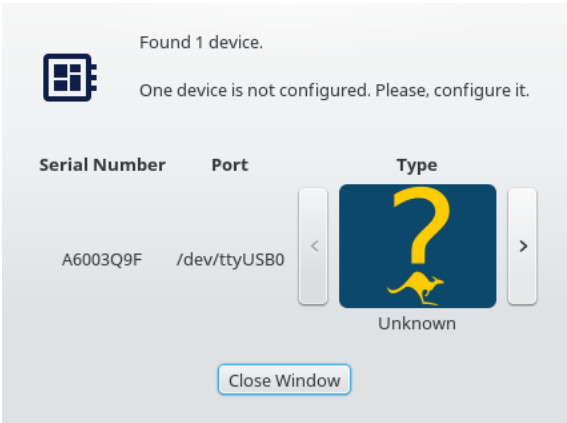 Found 1 device.
One device is not configured. Please, configure it.
Serial Number Port Type
?
A6003Q9F /dev/ttyUSB0 < >
Unknown
Close Window